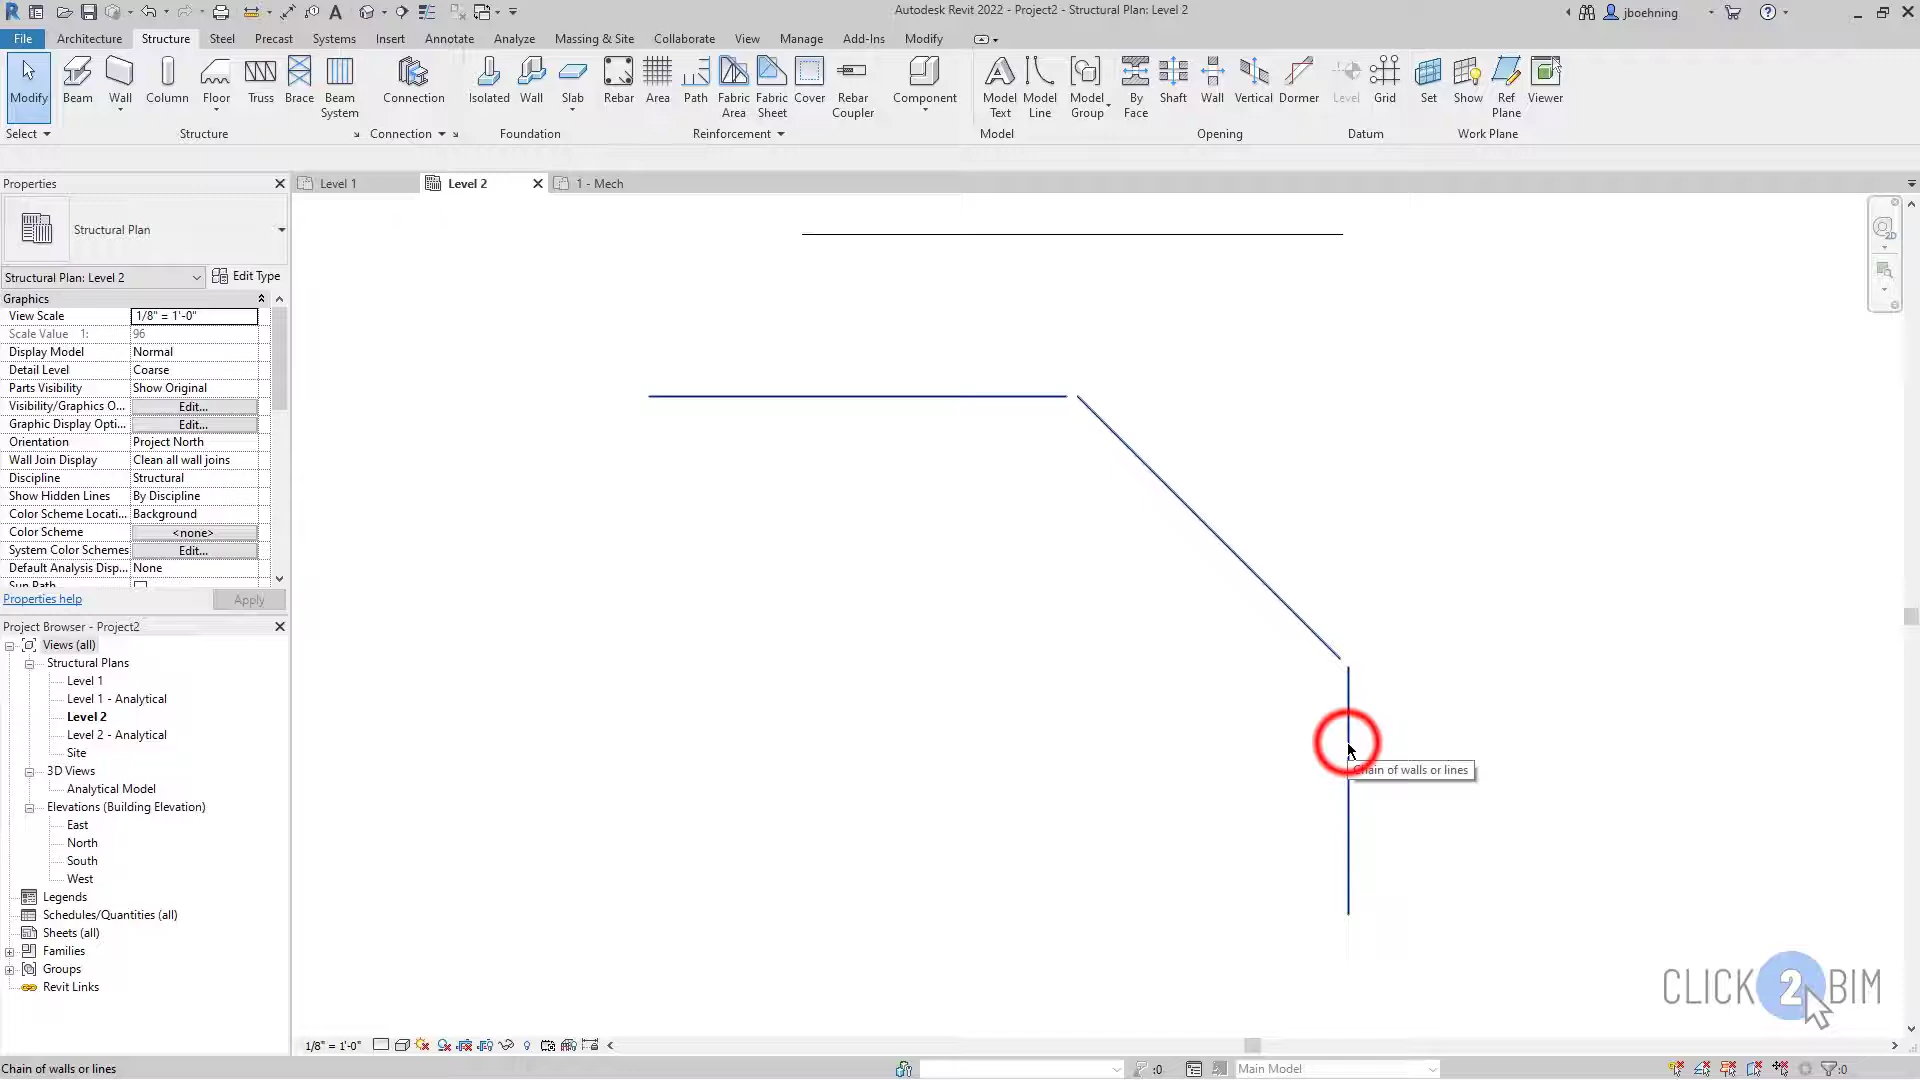 Autodesk Revit 2022 - Project2 - Structural Plan: Level 2
jboehning
File Architecture Structure Steel Precast Systems Insert Annotate Analyze Massing & Site Collaborate View Manage Add-Ins Modify
Modify Beam Wall Column Floor Truss Brace Beam System Connection Isolated Wall Slab Rebar Area Path Fabric Area Fabric Sheet Cover Rebar Coupler Component Model Text Model Line Model Group By Face Shaft Wall Vertical Dormer Level Grid Set Show Ref Plane Viewer
Select Structure Connection Foundation Reinforcement Model Opening Datum Work Plane
Properties
Level 1 Level 2 1 - Mech
Structural Plan
Structural Plan: Level 2 Edit Type
Graphics
View Scale 1/8" = 1'-0"
Scale Value 1: 96
Display Model Normal
Detail Level Coarse
Parts Visibility Show Original
Visibility/Graphics O... Edit...
Graphic Display Opti... Edit...
Orientation Project North
Wall Join Display Clean all wall joins
Discipline Structural
Show Hidden Lines By Discipline
Color Scheme Locati... Background
Color Scheme <none>
System Color Schemes Edit...
Default Analysis Disp... None
Sun Path
Properties help Apply
Project Browser - Project2
Views (all)
Structural Plans
Level 1
Level 1 - Analytical
Level 2
Level 2 - Analytical
Site
3D Views
Analytical Model
Elevations (Building Elevation)
East
North
South
West
Legends
Schedules/Quantities (all)
Sheets (all)
Families
Groups
Revit Links
Chain of walls or lines
CLICK 2 BIM
1/8" = 1'-0"
Chain of walls or lines :0 Main Model :0